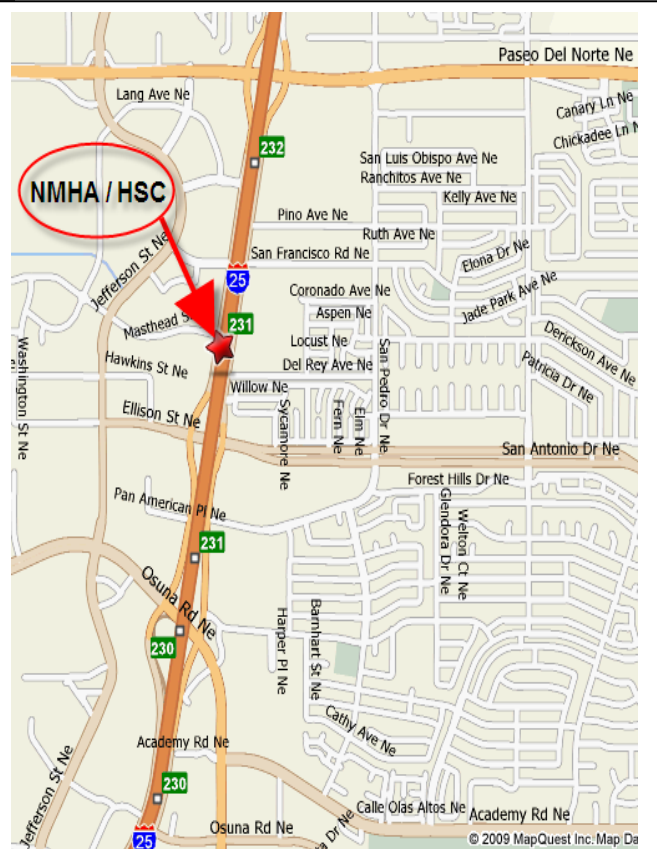 Paseo Del Norte Ne
Lang Ave Ne
Canary Ln Ne
Chickadee Ln N
232
San Luis Obispo Ave Ne
Ranchitos Ave Ne
NMHA / HSC
Kelly Ave Ne
Pino Ave Ne
Ruth Ave Ne
San Francisco Rd Ne
Elona Dr Ne
Jefferson St Ne
25
Coronado Ave Ne
Jade Park Ave Ne
Aspen Ne
Masthead S
231
Locust Ne
Derickson Ave Ne
Washington St Ne
Hawkins St Ne
Del Rey Ave Ne
San Pedro Dr Ne
Patricia Dr Ne
Willow Ne
Ellison St Ne
Sycamore Ne
Fern Ne
Elm Ne
San Antonio Dr Ne
Forest Hills Dr Ne
Pan American Pl Ne
Glendora Dr Ne
Welton Ct Ne
231
Osuna Rd Ne
Harper Pl Ne
Barnhart St Ne
230
Cathy Ave Ne
Academy Rd Ne
Jefferson St Ne
230
Calle Olas Altos Ne
Academy Rd Ne
25
Osuna Rd Ne
a Dr Ne
© 2009 MapQuest Inc. Map Da